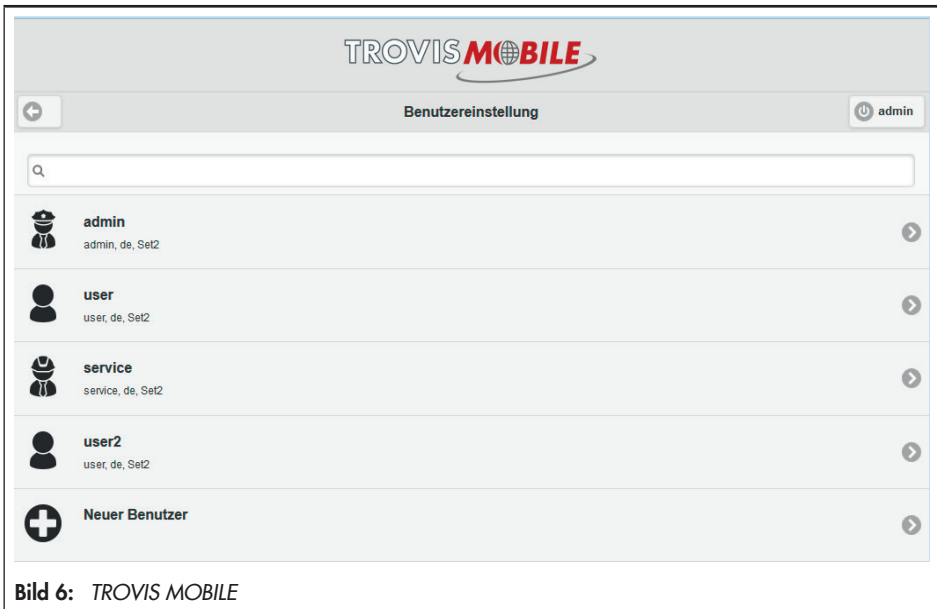 TROVIS MOBILE
Benutzereinstellung
admin
admin
admin, de, Set2
user
user, de, Set2
service
service, de, Set2
user2
user, de, Set2
Neuer Benutzer
Bild 6: TROVIS MOBILE